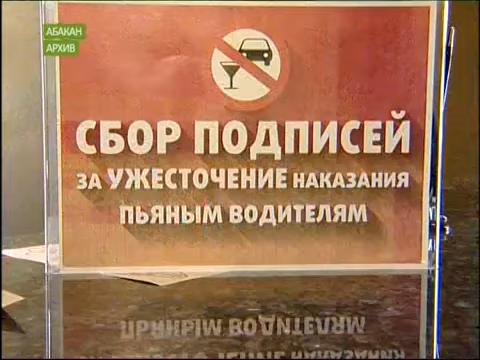 АБАКАН
АРХИВ
СБОР ПОДПИСЕЙ
ЗА УЖЕСТОЧЕНИЕ НАКАЗАНИЯ
ПЬЯНЫМ ВОДИТЕЛЯМ